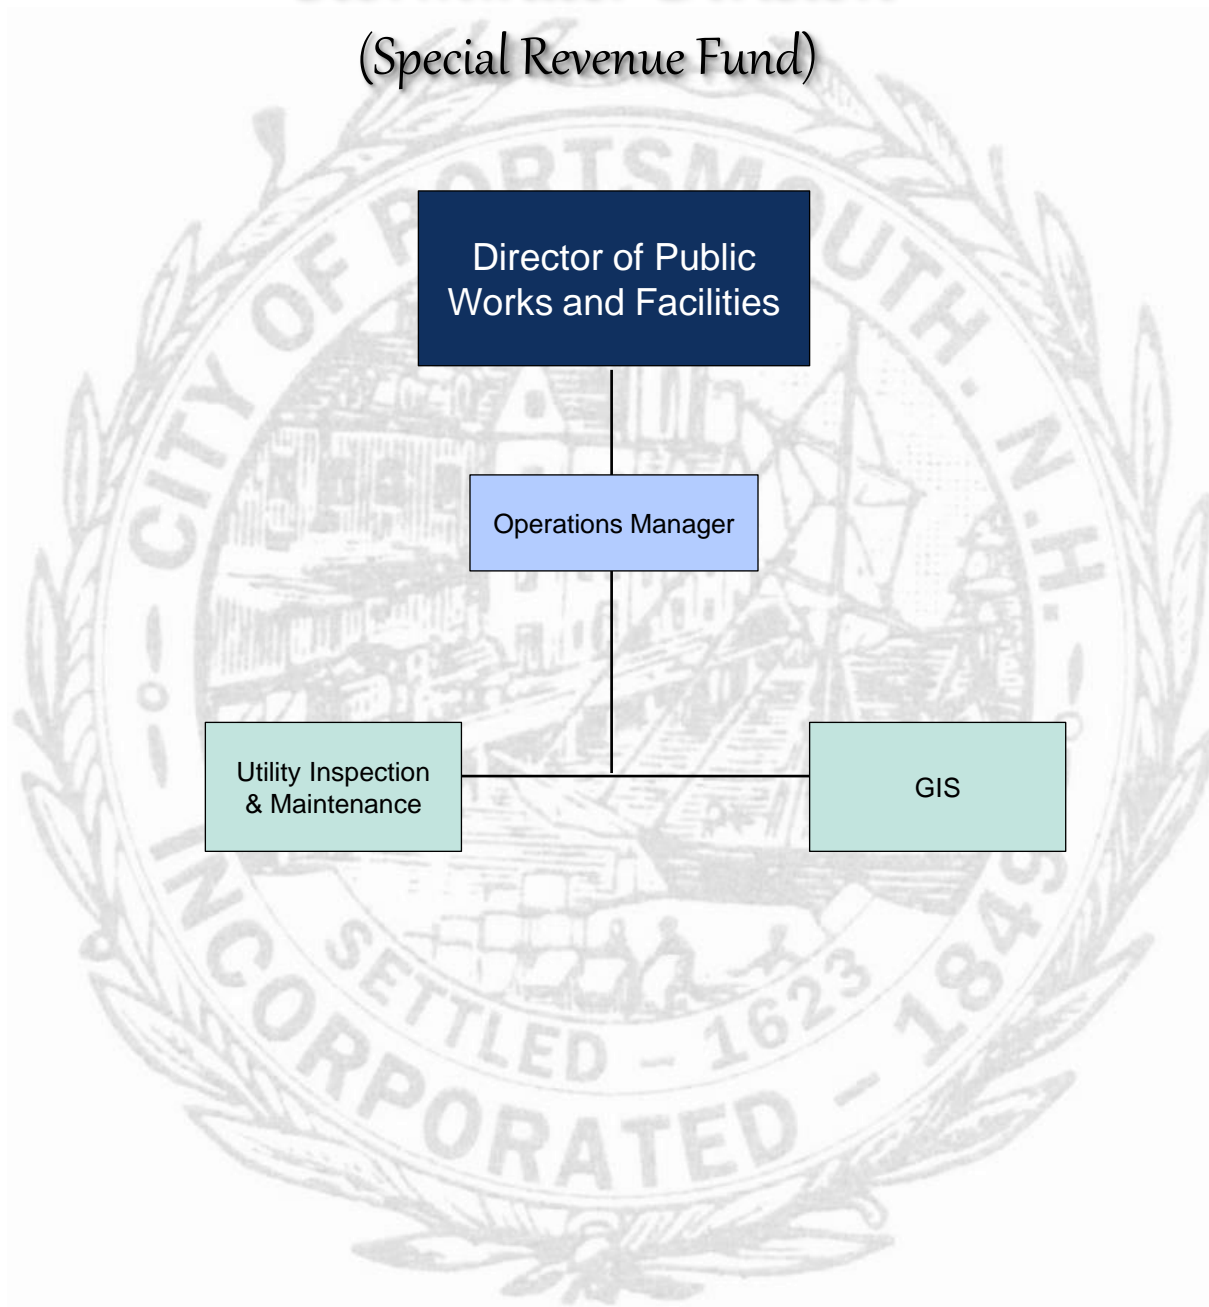 (Special Revenue Fund)
CITY OF PORTSMOUTH, N.H.
Director of Public
Works and Facilities
Operations Manager
Utility Inspection
& Maintenance
GIS
SETTLED – 1623
INCORPORATED – 1849